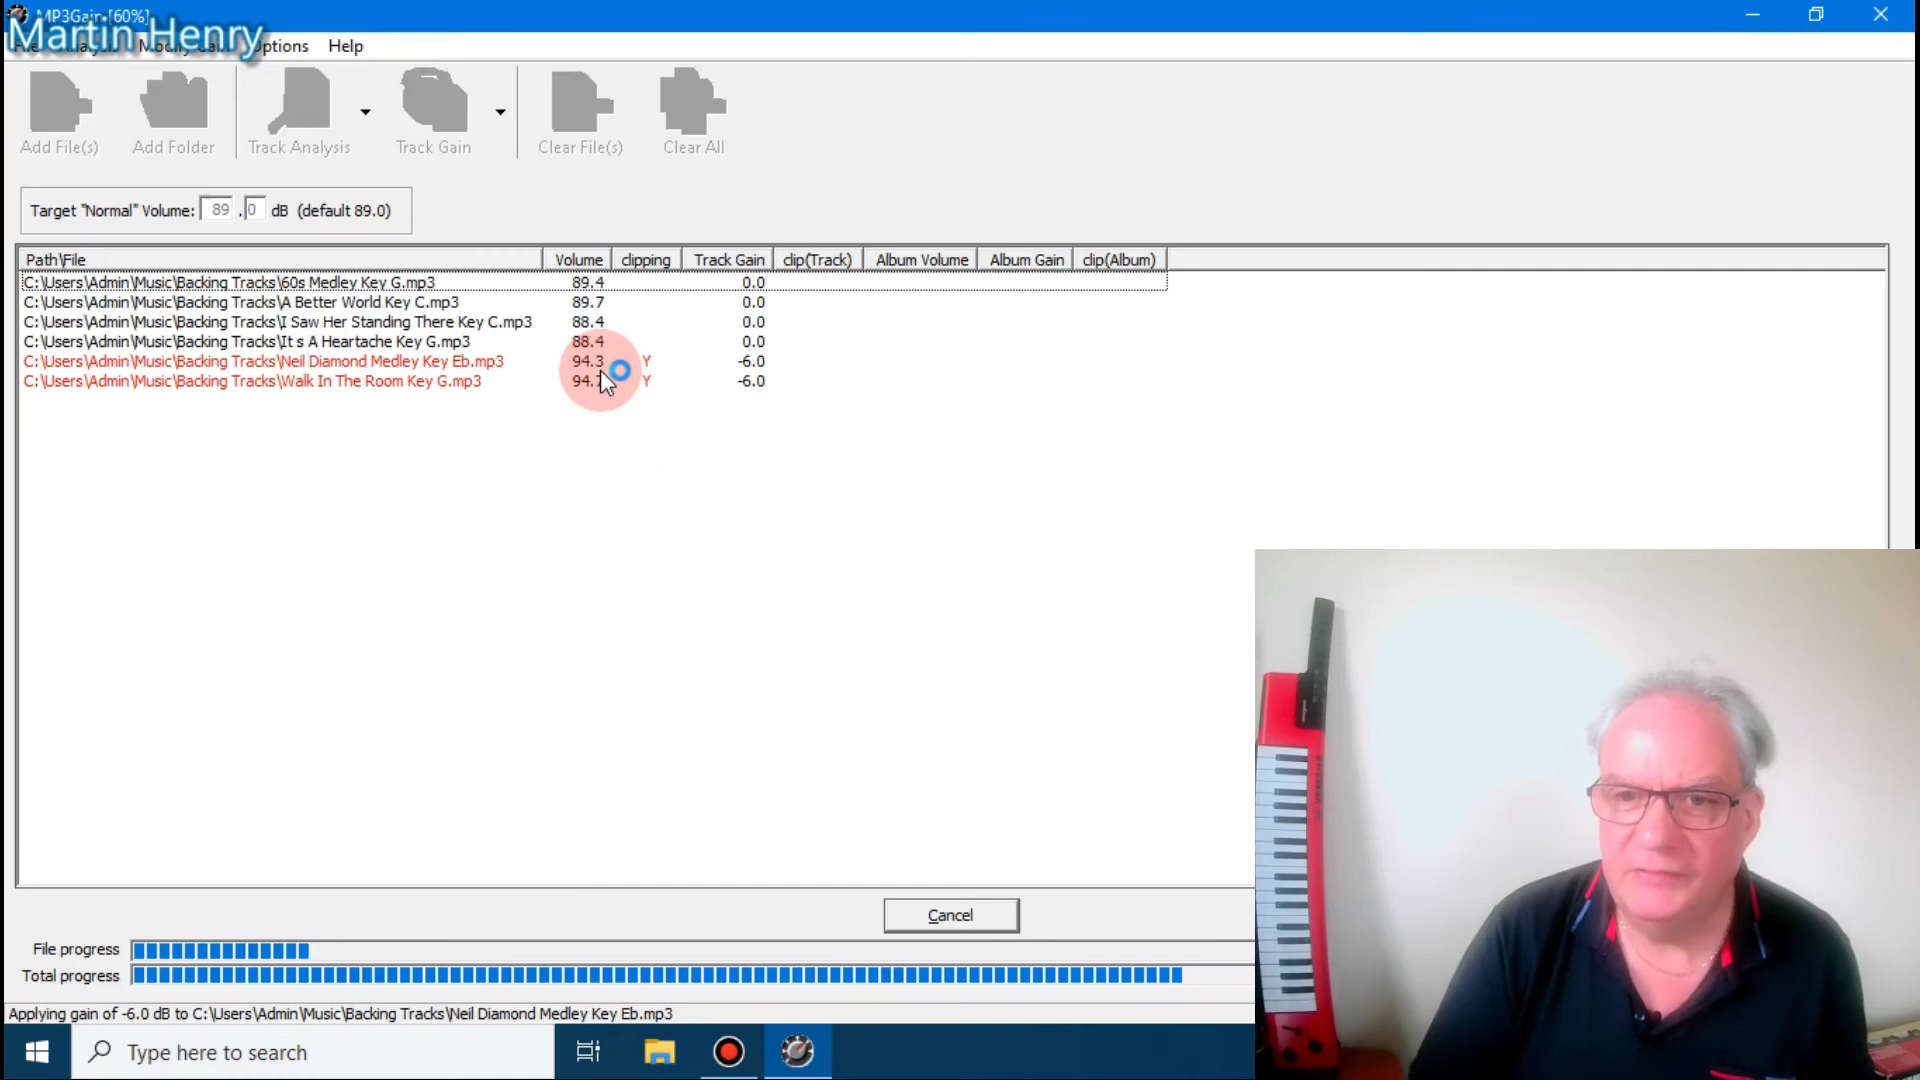 MP3Gain [60%]
Martin Henry
Options Help
Add File(s) Add Folder Track Analysis Track Gain Clear File(s) Clear All
Target "Normal" Volume: 89 . 0 dB (default 89.0)
Path\File Volume clipping Track Gain clip(Track) Album Volume Album Gain clip(Album)
C:\Users\Admin\Music\Backing Tracks\60s Medley Key G.mp3 89.4 0.0
C:\Users\Admin\Music\Backing Tracks\A Better World Key C.mp3 89.7 0.0
C:\Users\Admin\Music\Backing Tracks\I Saw Her Standing There Key C.mp3 88.4 0.0
C:\Users\Admin\Music\Backing Tracks\It s A Heartache Key G.mp3 88.4 0.0
C:\Users\Admin\Music\Backing Tracks\Neil Diamond Medley Key Eb.mp3 94.3 Y -6.0
C:\Users\Admin\Music\Backing Tracks\Walk In The Room Key G.mp3 Y -6.0
Cancel
File progress
Total progress
Applying gain of -6.0 dB to C:\Users\Admin\Music\Backing Tracks\Neil Diamond Medley Key Eb.mp3
Type here to search